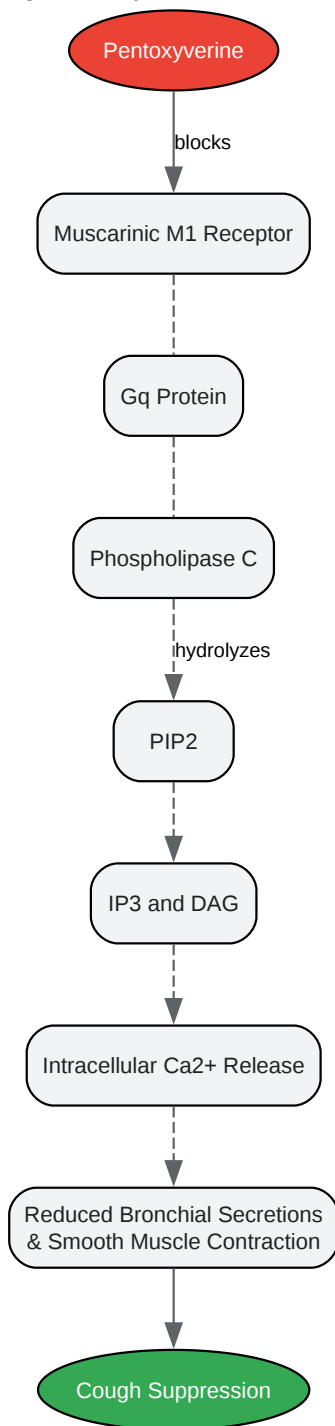 Pentoxyverine
blocks
Muscarinic M1 Receptor
Gq Protein
Phospholipase C
hydrolyzes
PIP2
IP3 and DAG
Intracellular Ca2+ Release
Reduced Bronchial Secretions
& Smooth Muscle Contraction
Cough Suppression